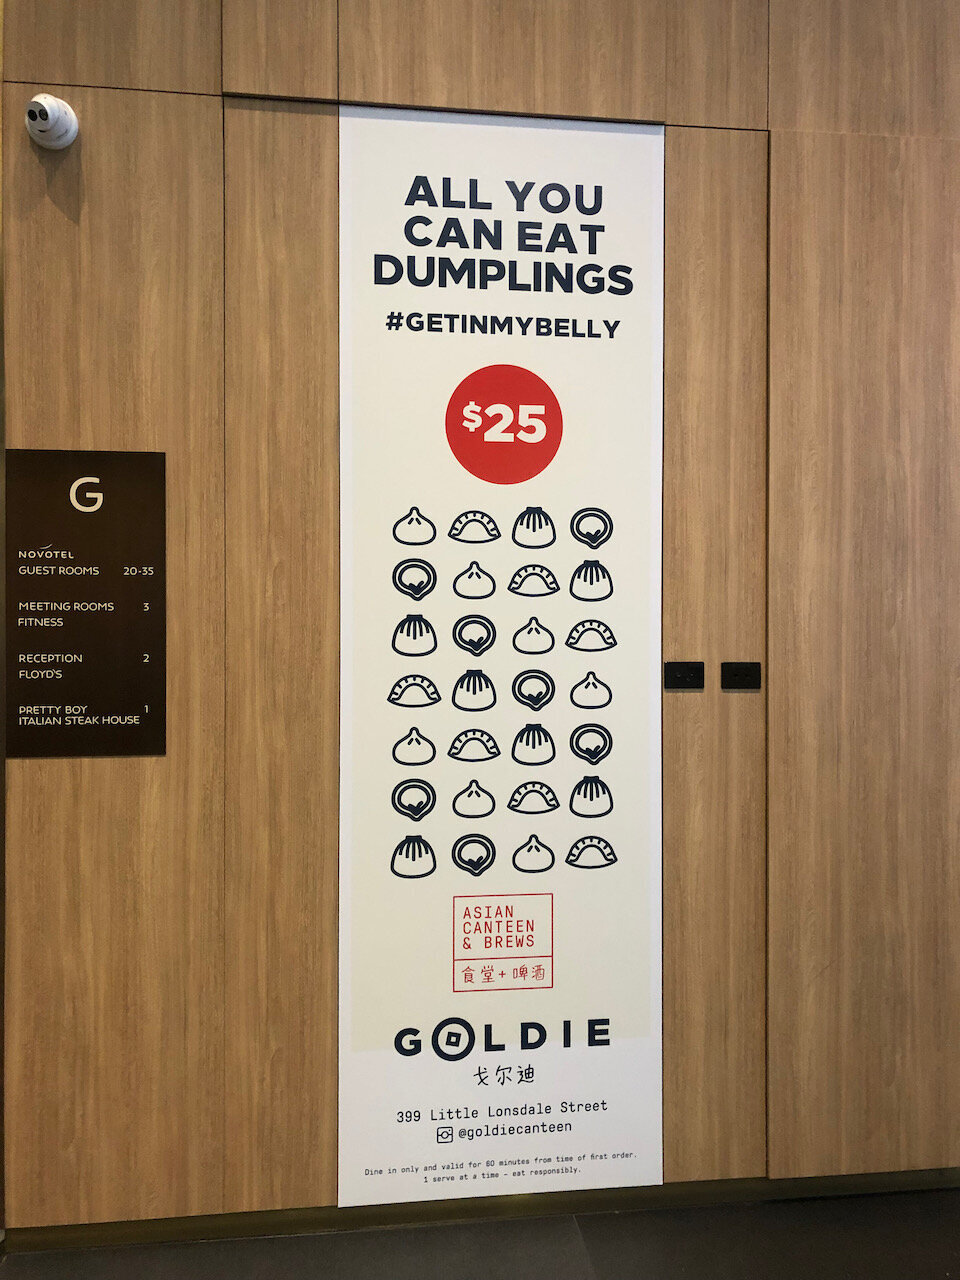 G
NOVOTEL
GUEST ROOMS 20-35
MEETING ROOMS 3
FITNESS
RECEPTION 2
FLOYD'S
PRETTY BOY 1
ITALIAN STEAK HOUSE
ALL YOU
CAN EAT
DUMPLINGS
#GETINMYBELLY
$25
ASIAN
CANTEEN
& BREWS
食堂+啤酒
GOLDIE
戈尔迪
399 Little Lonsdale Street
@goldiecanteen
Dine in only and valid for 60 minutes from time of first order.
1 serve at a time - eat responsibly.